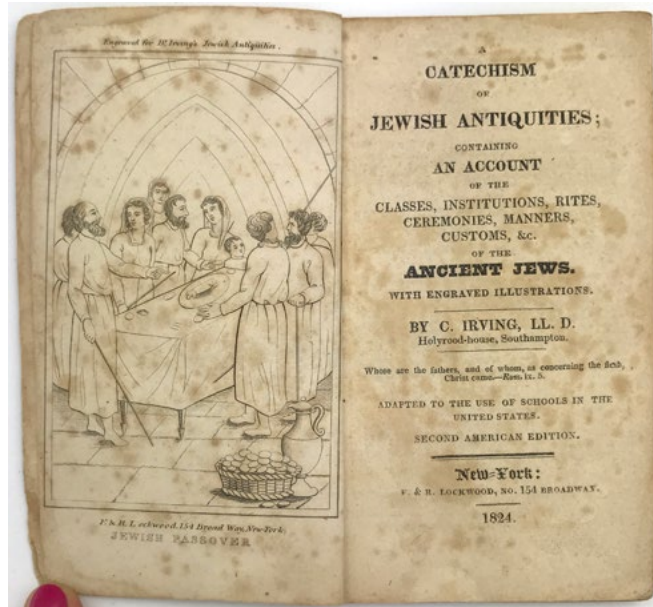 Engraved for Dr. Irving's Jewish Antiquities.
F. & R. Lockwood, 154 Broad Way, New York.
JEWISH PASSOVER
A
CATECHISM
OF
JEWISH ANTIQUITIES;
CONTAINING
AN ACCOUNT
OF THE
CLASSES, INSTITUTIONS, RITES,
CEREMONIES, MANNERS,
CUSTOMS, &c.
OF THE
ANCIENT JEWS.
WITH ENGRAVED ILLUSTRATIONS.
BY C. IRVING, LL. D.
Holyrood-house, Southampton.
Whose are the fathers, and of whom, as concerning the flesh,
Christ came.—Rom. ix. 5.
ADAPTED TO THE USE OF SCHOOLS IN THE
UNITED STATES.
SECOND AMERICAN EDITION.
New-York:
F. & R. LOCKWOOD, NO. 154 BROADWAY.
1824.